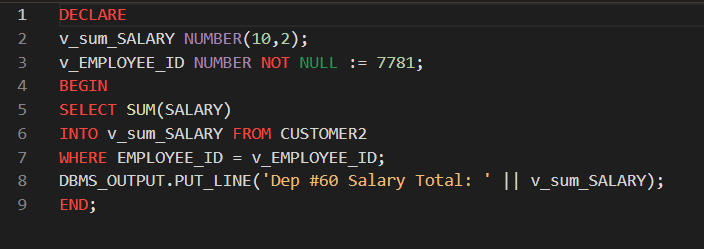 1 DECLARE
2 v_sum_SALARY NUMBER(10,2);
3 v_EMPLOYEE_ID NUMBER NOT NULL := 7781;
4 BEGIN
5 SELECT SUM(SALARY)
6 INTO v_sum_SALARY FROM CUSTOMER2
7 WHERE EMPLOYEE_ID = v_EMPLOYEE_ID;
8 DBMS_OUTPUT.PUT_LINE('Dep #60 Salary Total: ' || v_sum_SALARY);
9 END;